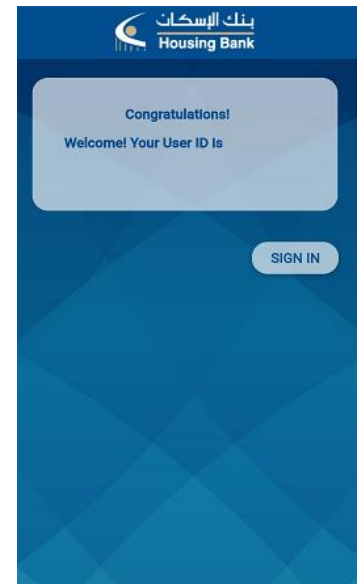 بنك الإسكان
Housing Bank
Congratulations!
Welcome! Your User ID Is
SIGN IN